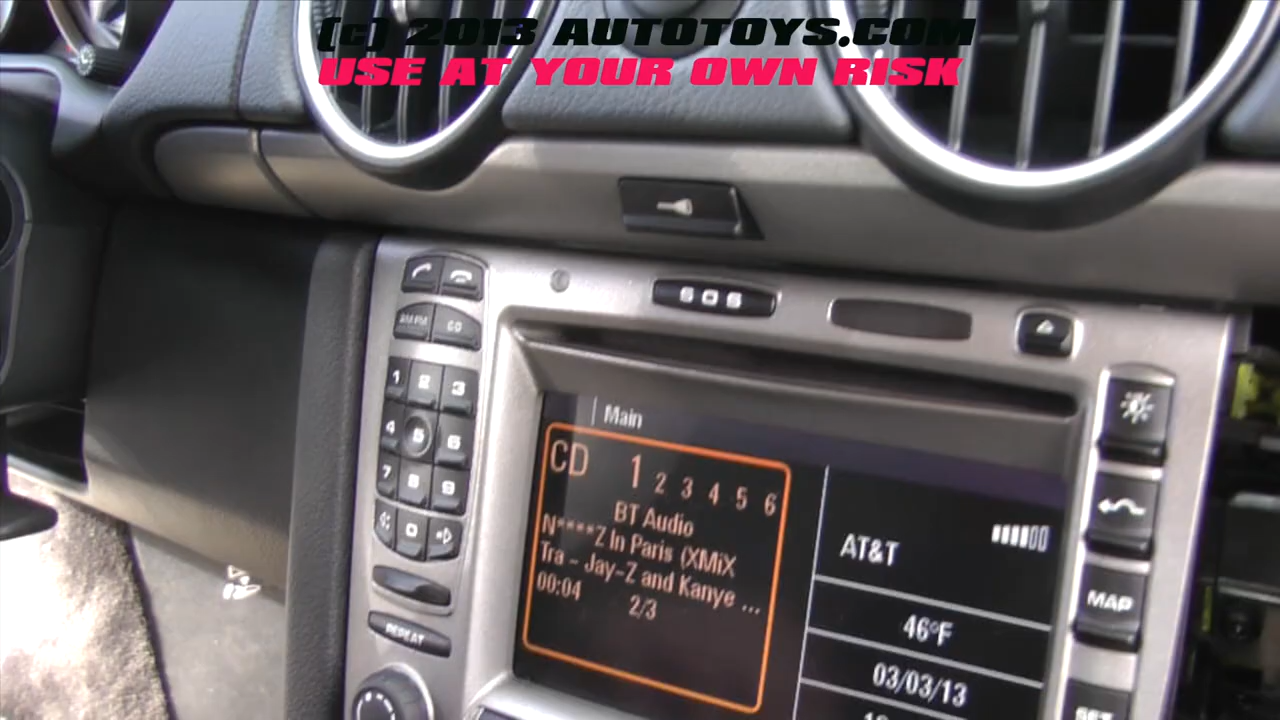 (c) 2013 AUTOTOYS.COM
USE AT YOUR OWN RISK
SOS
AM FM
CD
1 2 3
4 5 6
7 8 9
0
REPEAT
MAP
SET
Main
CD 1 2 3 4 5 6
BT Audio
N****Z In Paris (XMiX
Tra - Jay-Z and Kanye ...
00:04 2/3
AT&T
46°F
03/03/13